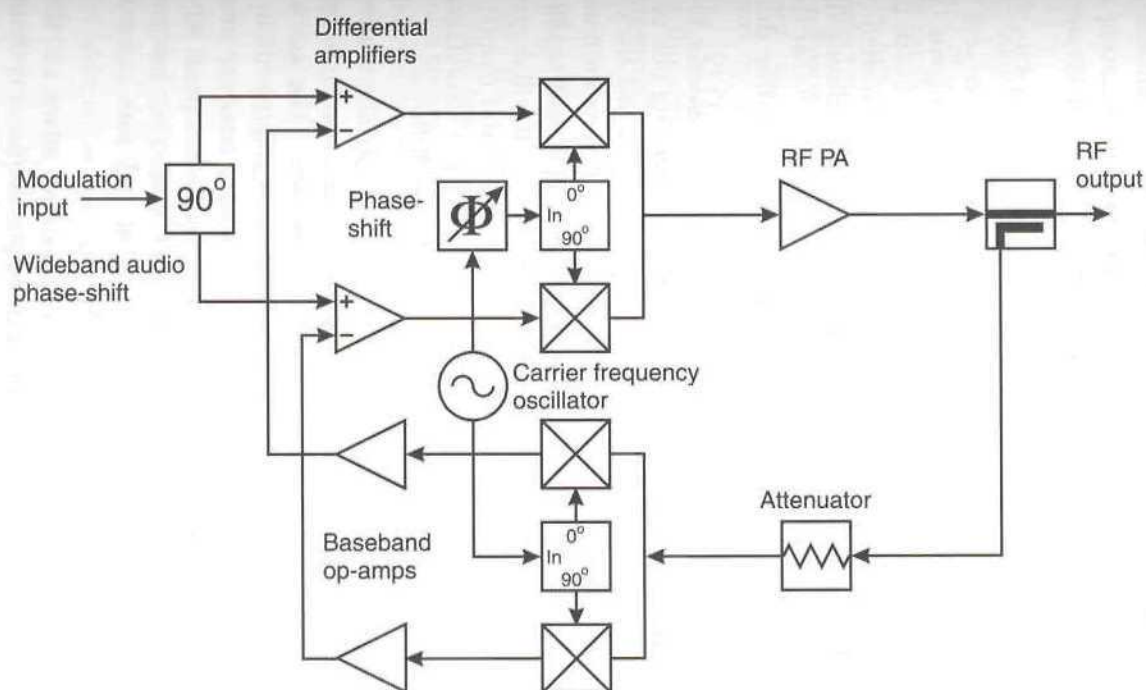 Differential
amplifiers
+
−
Modulation
input
90°
Phase-
shift
Φ
0°
In
90°
RF PA
RF
output
Wideband audio
phase-shift
+
−
Carrier frequency
oscillator
Attenuator
Baseband
op-amps
0°
In
90°